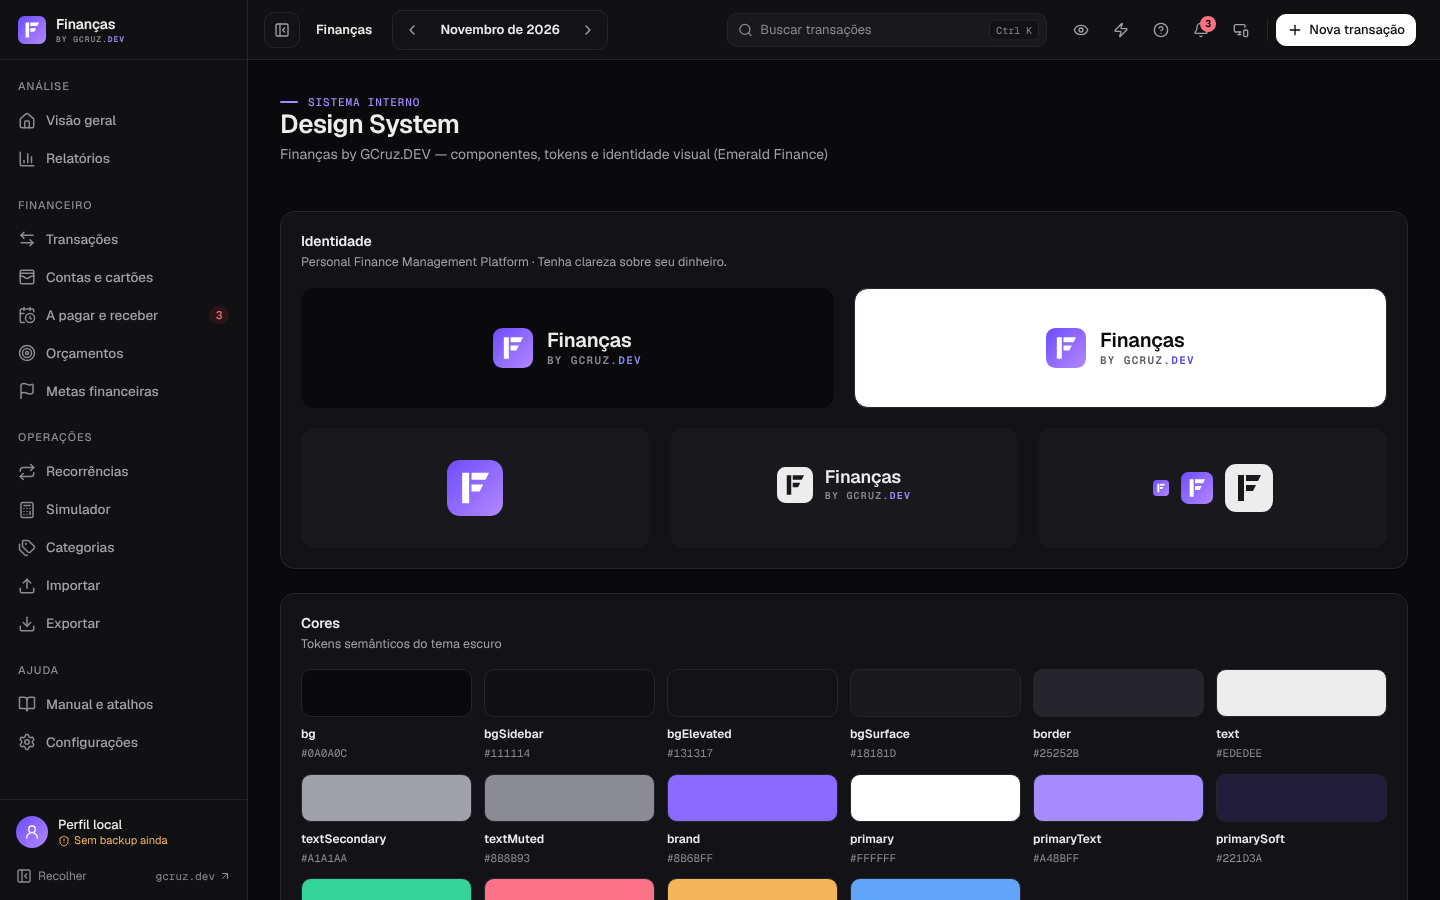 Finanças
BY GCRUZ.DEV
ANÁLISE
Visão geral
Relatórios
FINANCEIRO
Transações
Contas e cartões
A pagar e receber
3
Orçamentos
Metas financeiras
OPERAÇÕES
Recorrências
Simulador
Categorias
Importar
Exportar
AJUDA
Manual e atalhos
Configurações
Perfil local
Sem backup ainda
Recolher
gcruz.dev
Finanças
Novembro de 2026
Buscar transações
Ctrl K
3
Nova transação
SISTEMA INTERNO
Design System
Finanças by GCruz.DEV — componentes, tokens e identidade visual (Emerald Finance)
Identidade
Personal Finance Management Platform · Tenha clareza sobre seu dinheiro.
Finanças
BY GCRUZ.DEV
Finanças
BY GCRUZ.DEV
Finanças
BY GCRUZ.DEV
Cores
Tokens semânticos do tema escuro
bg
#0A0A0C
bgSidebar
#111114
bgElevated
#131317
bgSurface
#18181D
border
#25252B
text
#EDEDEE
textSecondary
#A1A1AA
textMuted
#8B8B93
brand
#8B6BFF
primary
#FFFFFF
primaryText
#A48BFF
primarySoft
#221D3A